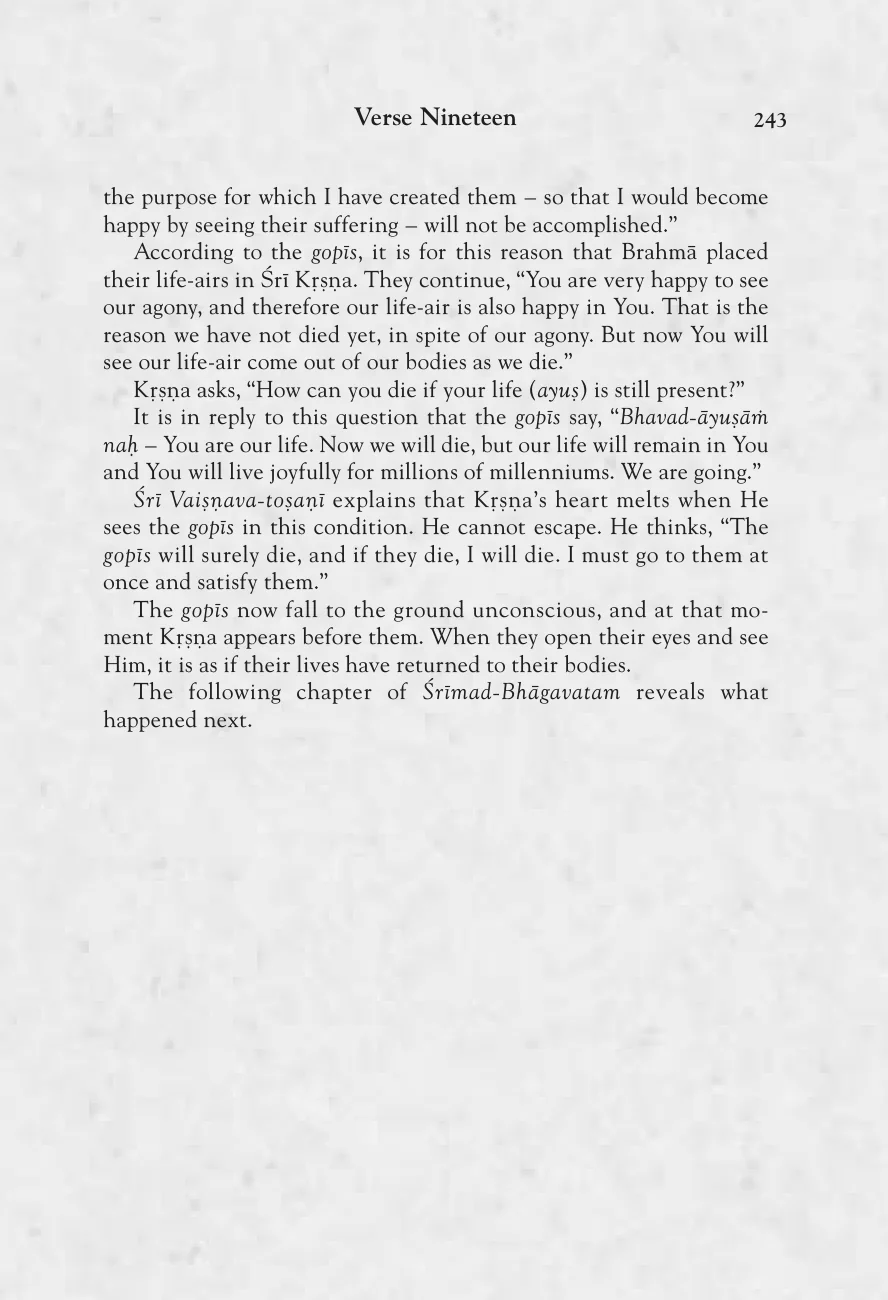 Verse Nineteen 243
the purpose for which I have created them – so that I would become
happy by seeing their suffering – will not be accomplished.”
According to the gopīs, it is for this reason that Brahmā placed
their life-airs in Śrī Kṛṣṇa. They continue, “You are very happy to see
our agony, and therefore our life-air is also happy in You. That is the
reason we have not died yet, in spite of our agony. But now You will
see our life-air come out of our bodies as we die.”
Kṛṣṇa asks, “How can you die if your life (ayuṣ) is still present?”
It is in reply to this question that the gopīs say, “Bhavad-āyuṣāṁ
naḥ – You are our life. Now we will die, but our life will remain in You
and You will live joyfully for millions of millenniums. We are going.”
Śrī Vaiṣṇava-toṣaṇī explains that Kṛṣṇa’s heart melts when He
sees the gopīs in this condition. He cannot escape. He thinks, “The
gopīs will surely die, and if they die, I will die. I must go to them at
once and satisfy them.”
The gopīs now fall to the ground unconscious, and at that mo-
ment Kṛṣṇa appears before them. When they open their eyes and see
Him, it is as if their lives have returned to their bodies.
The following chapter of Śrīmad-Bhāgavatam reveals what
happened next.